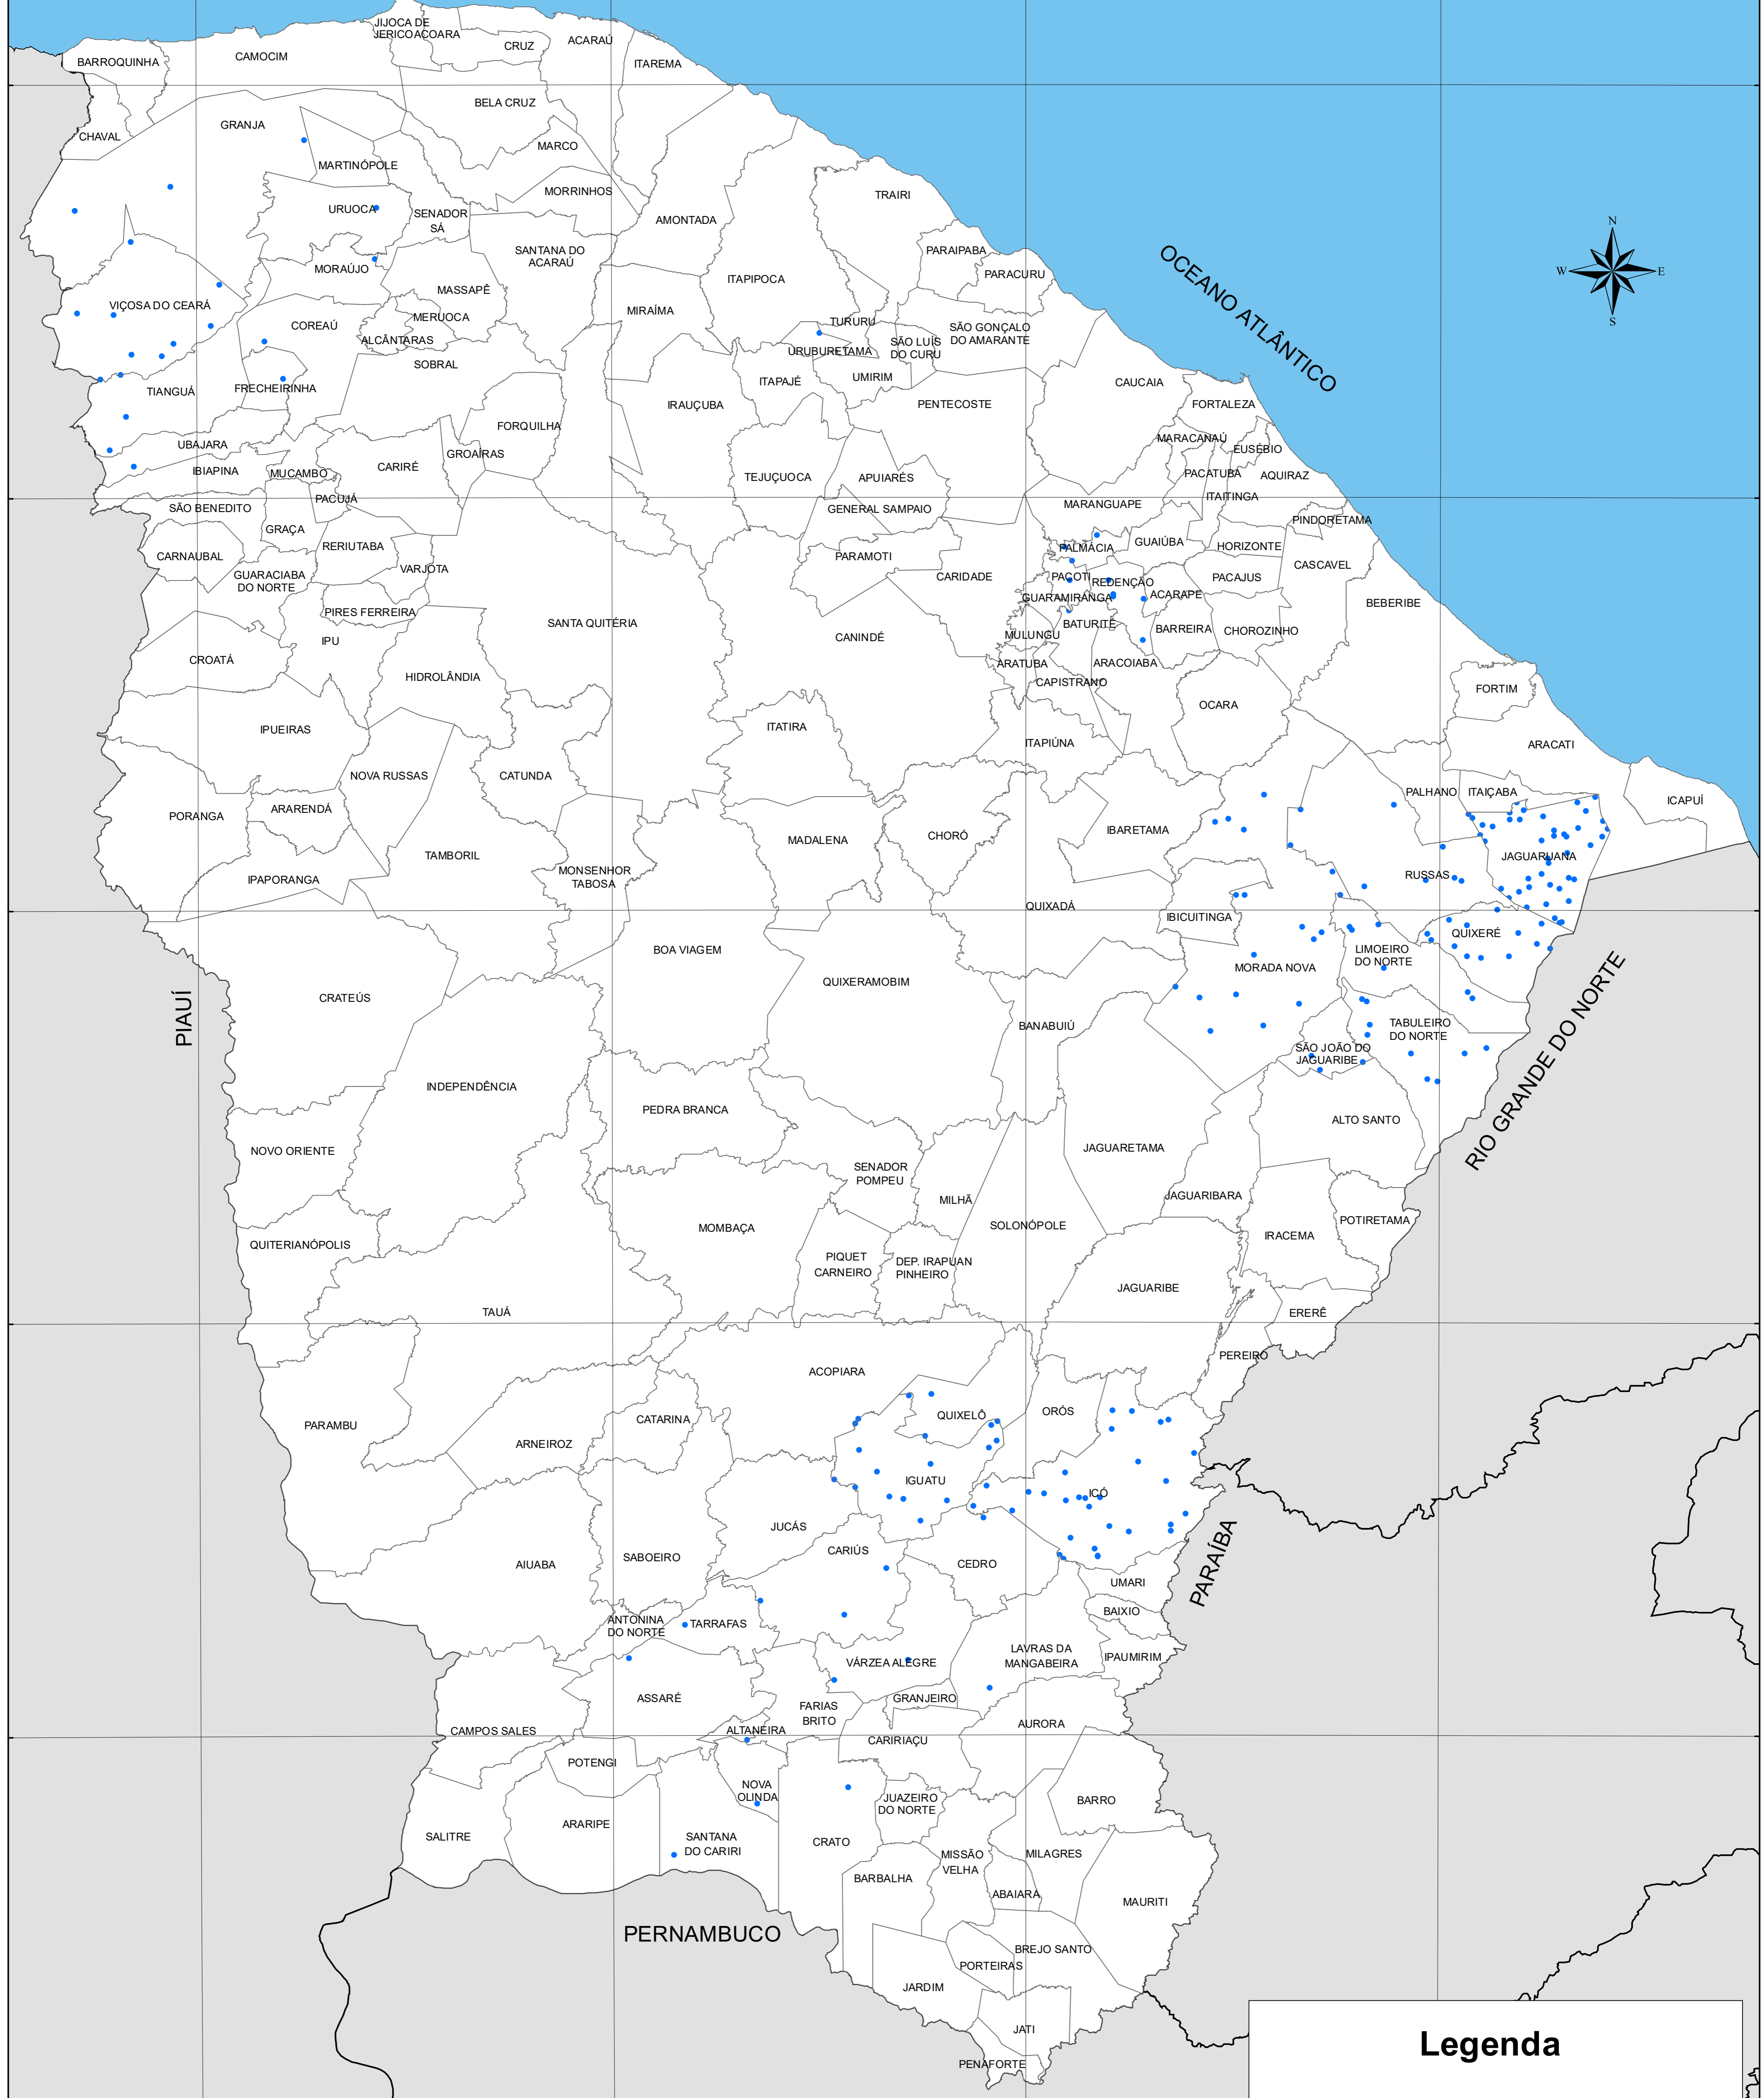 JIJOCA DE
JERICOACOARA
CRUZ
ACARAÚ
BARROQUINHA
CAMOCIM
ITAREMA
BELA CRUZ
GRANJA
CHAVAL
MARCO
MARTINÓPOLE
MORRINHOS
TRAIRI
URUOCA
SENADOR
SÁ
AMONTADA
N
W
E
S
SANTANA DO
ACARAÚ
PARAIPABA
OCEANO ATLÂNTICO
MORAÚJO
PARACURU
ITAPIPOCA
MASSAPÊ
VIÇOSA DO CEARÁ
MIRAÍMA
MERUOCA
TURURU
COREAÚ
SÃO GONÇALO
DO AMARANTE
ALCÂNTARAS
SÃO LUÍS
DO CURU
URUBURETAMA
SOBRAL
UMIRIM
ITAPAJÉ
CAUCAIA
FRECHEIRINHA
TIANGUÁ
IRAUÇUBA
PENTECOSTE
FORTALEZA
FORQUILHA
MARACANAÚ
UBAJARA
EUSÉBIO
GROAÍRAS
CARIRÉ
IBIAPINA
MUCAMBO
TEJUÇUOCA
APUIARÉS
PACATUBA
AQUIRAZ
PACUJÁ
ITAITINGA
MARANGUAPE
SÃO BENEDITO
GENERAL SAMPAIO
PINDORETAMA
GRAÇA
GUAIÚBA
RERIUTABA
HORIZONTE
PALMÁCIA
CARNAUBAL
PARAMOTI
CASCAVEL
VARJOTA
GUARACIABA
DO NORTE
CARIDADE
PACOTI
PACAJUS
REDENÇÃO
ACARAPE
GUARAMIRANGA
BEBERIBE
PIRES FERREIRA
SANTA QUITÉRIA
BATURITÉ
BARREIRA
CHOROZINHO
MULUNGU
CANINDÉ
IPU
CROATÁ
ARATUBA
ARACOIABA
HIDROLÂNDIA
CAPISTRANO
FORTIM
OCARA
ITATIRA
IPUEIRAS
ITAPIÚNA
ARACATI
NOVA RUSSAS
CATUNDA
PALHANO
ITAIÇABA
ICAPUÍ
ARARENDÁ
PORANGA
IBARETAMA
CHORÓ
MADALENA
TAMBORIL
JAGUARUANA
MONSENHOR
TABOSA
RUSSAS
IPAPORANGA
QUIXADÁ
IBICUITINGA
QUIXERÉ
BOA VIAGEM
LIMOEIRO
DO NORTE
MORADA NOVA
QUIXERAMOBIM
CRATEÚS
PIAUÍ
RIO GRANDE DO NORTE
BANABUIÚ
TABULEIRO
DO NORTE
SÃO JOÃO DO
JAGUARIBE
INDEPENDÊNCIA
PEDRA BRANCA
ALTO SANTO
JAGUARETAMA
NOVO ORIENTE
SENADOR
POMPEU
JAGUARIBARA
MILHÃ
POTIRETAMA
SOLONÓPOLE
MOMBAÇA
IRACEMA
QUITERIANÓPOLIS
PIQUET
CARNEIRO
DEP. IRAPUAN
PINHEIRO
JAGUARIBE
TAUÁ
ERERÊ
PEREIRO
ACOPIARA
ORÓS
QUIXELÔ
CATARINA
PARAMBU
ARNEIROZ
IGUATU
ICÓ
JUCÁS
PARAÍBA
CARIÚS
SABOEIRO
AIUABA
CEDRO
UMARI
BAIXIO
ANTONINA
DO NORTE
TARRAFAS
LAVRAS DA
MANGABEIRA
IPAUMIRIM
VÁRZEA ALEGRE
ASSARÉ
GRANJEIRO
FARIAS
BRITO
AURORA
CAMPOS SALES
ALTANEIRA
CARIRIAÇU
POTENGI
NOVA
OLINDA
JUAZEIRO
DO NORTE
BARRO
ARARIPE
SALITRE
SANTANA
DO CARIRI
CRATO
MISSÃO
VELHA
MILAGRES
BARBALHA
ABAIARA
MAURITI
PERNAMBUCO
BREJO SANTO
PORTEIRAS
JARDIM
JATI
Legenda
PENAFORTE